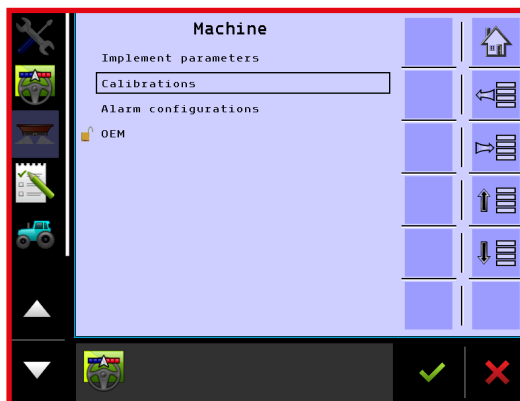 Machine
Implement parameters
Calibrations
Alarm configurations
OEM